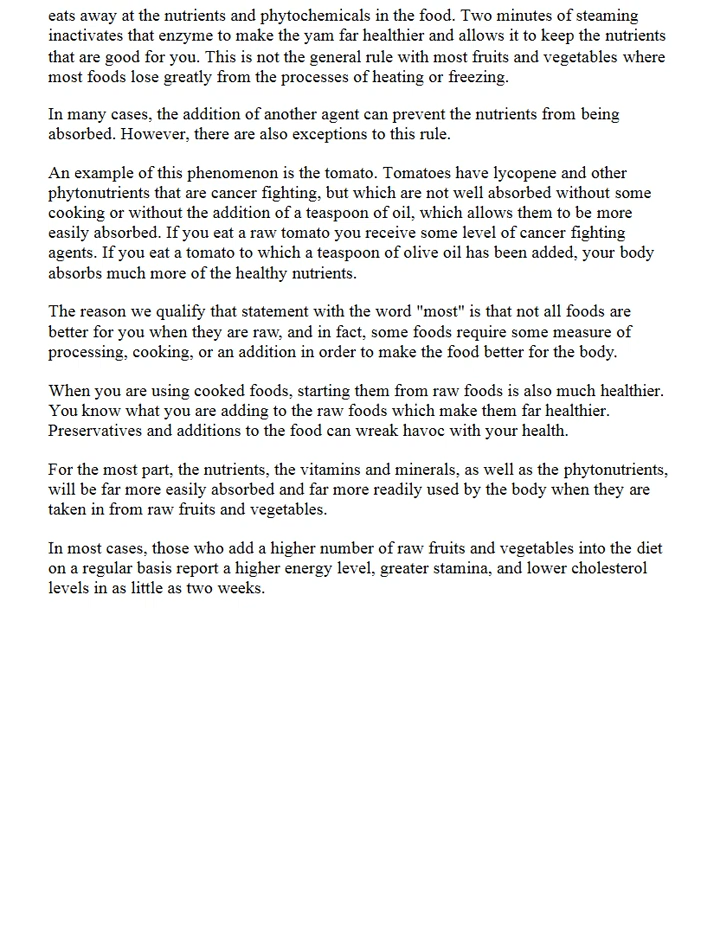 eats away at the nutrients and phytochemicals in the food. Two minutes of steaming
inactivates that enzyme to make the yam far healthier and allows it to keep the nutrients
that are good for you. This is not the general rule with most fruits and vegetables where
most foods lose greatly from the processes of heating or freezing.
In many cases, the addition of another agent can prevent the nutrients from being
absorbed. However, there are also exceptions to this rule.
An example of this phenomenon is the tomato. Tomatoes have lycopene and other
phytonutrients that are cancer fighting, but which are not well absorbed without some
cooking or without the addition of a teaspoon of oil, which allows them to be more
easily absorbed. If you eat a raw tomato you receive some level of cancer fighting
agents. If you eat a tomato to which a teaspoon of olive oil has been added, your body
absorbs much more of the healthy nutrients.
The reason we qualify that statement with the word "most" is that not all foods are
better for you when they are raw, and in fact, some foods require some measure of
processing, cooking, or an addition in order to make the food better for the body.
When you are using cooked foods, starting them from raw foods is also much healthier.
You know what you are adding to the raw foods which make them far healthier.
Preservatives and additions to the food can wreak havoc with your health.
For the most part, the nutrients, the vitamins and minerals, as well as the phytonutrients,
will be far more easily absorbed and far more readily used by the body when they are
taken in from raw fruits and vegetables.
In most cases, those who add a higher number of raw fruits and vegetables into the diet
on a regular basis report a higher energy level, greater stamina, and lower cholesterol
levels in as little as two weeks.